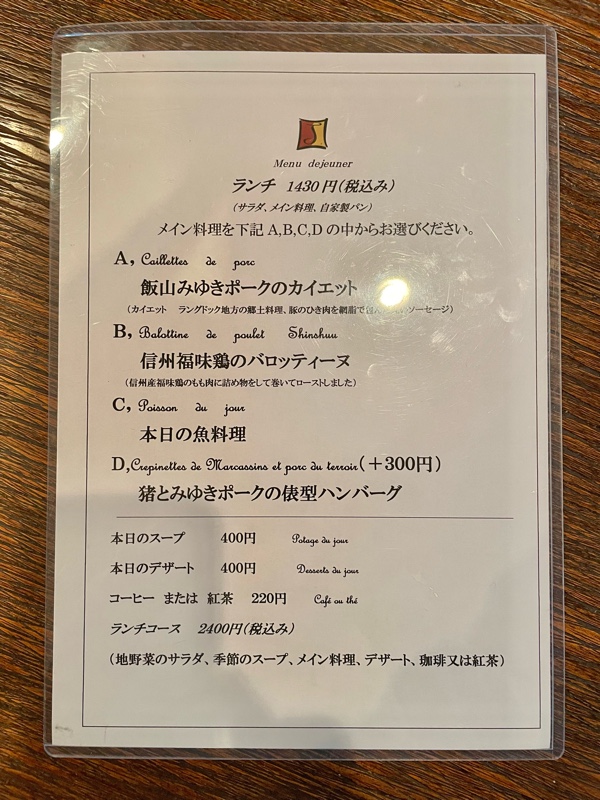 Menu dejeuner
ランチ 1430円(税込み)
(サラダ、メイン料理、自家製パン)
メイン料理を下記A,B,C,Dの中からお選びください。
A, Caillettes de porc
飯山みゆきポークのカイエット
(カイエット ラングドック地方の郷土料理、豚のひき肉を網脂で包 ソーセージ)
B, Balottine de poulet Shinshuu
信州福味鶏のバロッティーヌ
(信州産福味鶏のもも肉に詰め物をして巻いてローストしました)
C, Poisson du jour
本日の魚料理
D, Crepinettes de Marcassins et porc du terroir(+300円)
猪とみゆきポークの俵型ハンバーグ
本日のスープ 400円 Potage du jour
本日のデザート 400円 Desserts du jour
コーヒー または 紅茶 220円 Café ou thé
ランチコース 2400円(税込み)
(地野菜のサラダ、季節のスープ、メイン料理、デザート、珈琲又は紅茶)